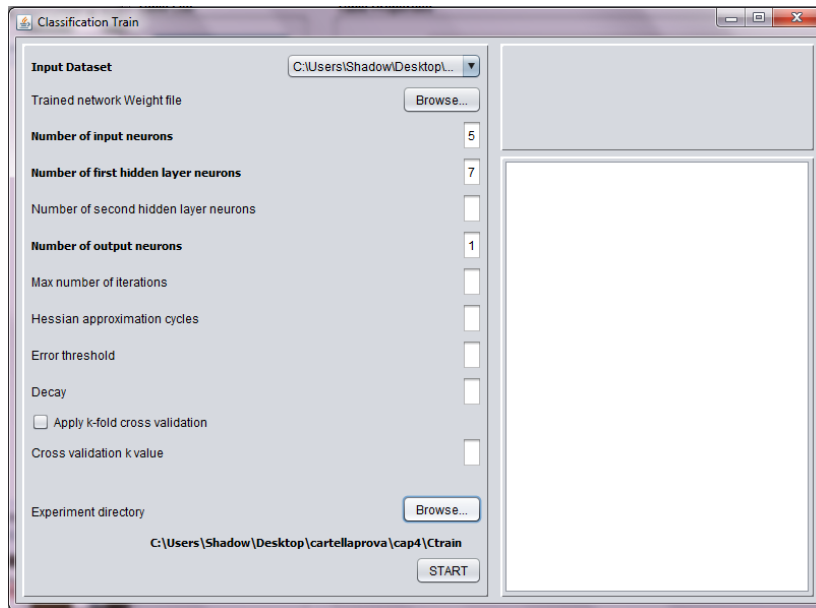 Classification Train
Input Dataset C:\Users\Shadow\Desktop\...
Trained network Weight file Browse...
Number of input neurons 5
Number of first hidden layer neurons 7
Number of second hidden layer neurons
Number of output neurons 1
Max number of iterations
Hessian approximation cycles
Error threshold
Decay
Apply k-fold cross validation
Cross validation k value
Experiment directory Browse...
C:\Users\Shadow\Desktop\cartellaprova\cap4\Ctrain
START